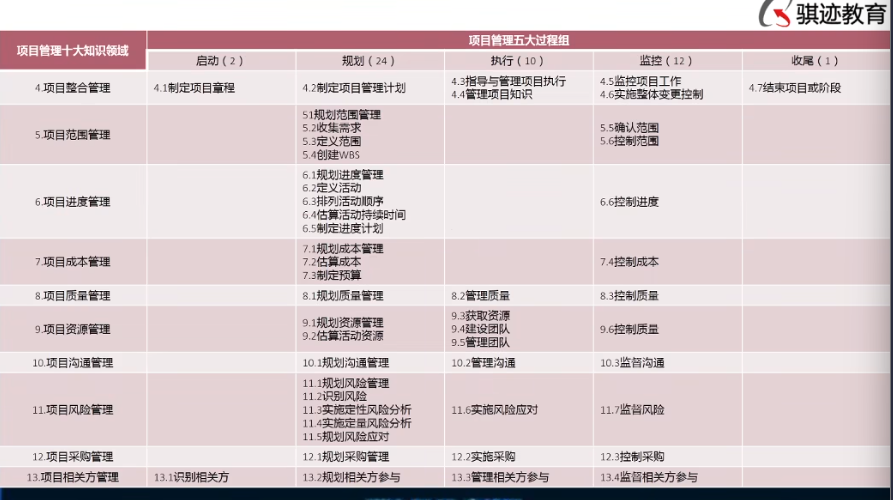 骐迹教育
项目管理十大知识领域
项目管理五大过程组
启动(2)
规划(24)
执行(10)
监控(12)
收尾(1)
4.项目整合管理
4.1制定项目童程
4.2制定项目管理计划
4.3指导与管理项目执行
4.4管理项目知识
4.5监控项目工作
4.6实施整体变更控制
4.7结束项目或阶段
5.项目范围管理
51规划范围管理
5.2收集需求
5.3定义范围
5.4创建WBS
5.5确认范围
5.6控制范围
6.项目进度管理
6.1规划进度管理
6.2定义活动
6.3排列活动顺序
6.4估算活动持续时间
6.5制定进度计划
6.6控制进度
7.项目成本管理
7.1规划成本管理
7.2估算成本
7.3制定预算
7.4控制成本
8.项目质量管理
8.1规划质量管理
8.2管理质量
8.3控制质量
9.项目资源管理
9.1规划资源管理
9.2估算活动资源
9.3获取资源
9.4建设团队
9.5管理团队
9.6控制质量
10.项目沟通管理
10.1规划沟通管理
10.2管理沟通
10.3监督沟通
11.项目风险管理
11.1规划风险管理
11.2识别风险
11.3实施定性风险分析
11.4实施定量风险分析
11.5规划风险应对
11.6实施风险应对
11.7监督风险
12.项目采购管理
12.1规划采购管理
12.2实施采购
12.3控制采购
13.项目相关方管理
13.1识别相关方
13.2规划相关方参与
13.3管理相关方参与
13.4监督相关方参与